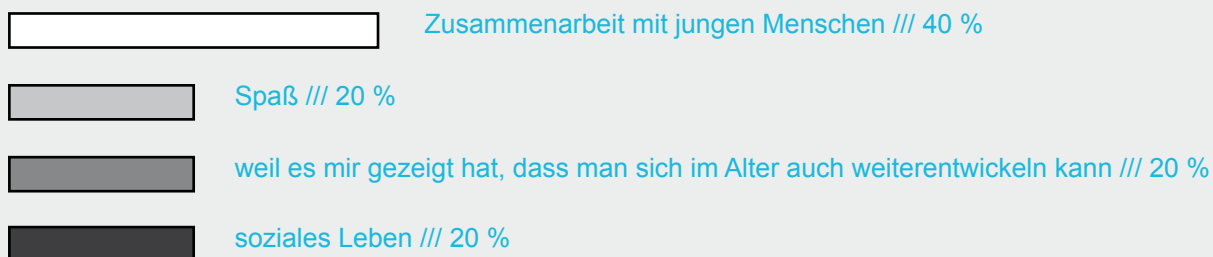 Zusammenarbeit mit jungen Menschen /// 40 %
Spaß /// 20 %
weil es mir gezeigt hat, dass man sich im Alter auch weiterentwickeln kann /// 20 %
soziales Leben /// 20 %